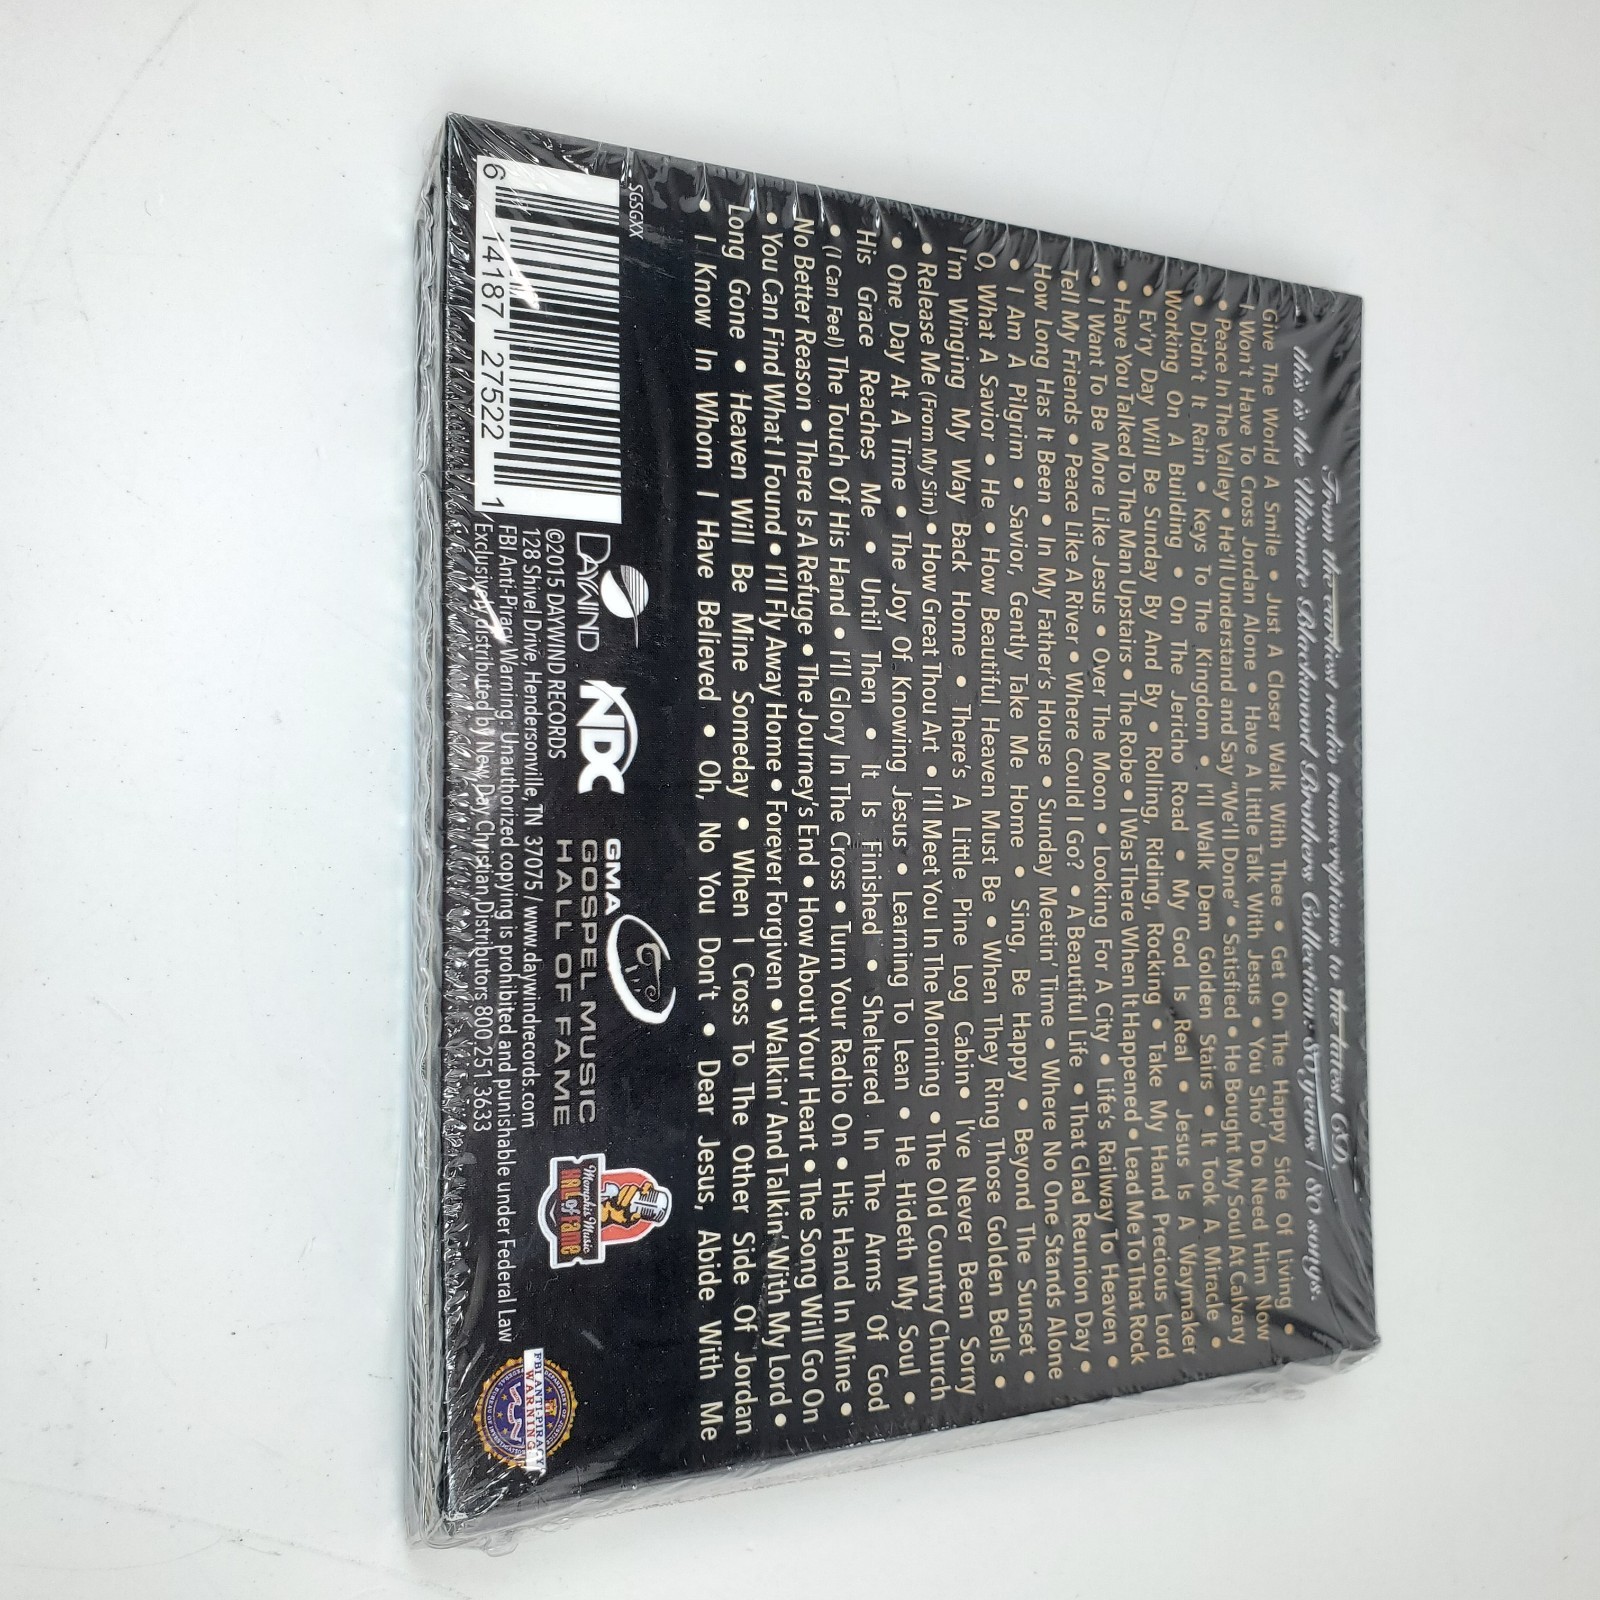 From the earliest radio transcriptions to the latest CD,
this is the Ultimate Blackwood Brothers Collection: 80 years / 80 songs.
Give The World A Smile • Just A Closer Walk With Thee • Get On The Happy Side Of Living •
I Won't Have To Cross Jordan Alone • Have A Little Talk With Jesus • You Sho' Do Need Him Now
• Peace In The Valley • He'll Understand and Say "We'll Done" • Satisfied • He Bought My Soul At Calvary
• Didn't It Rain • Keys To The Kingdom • I'll Walk Dem Golden Stairs • It Took A Miracle •
Working On A Building • On The Jericho Road • My God Is Real • Jesus Is A Waymaker
• Ev'ry Day Will Be Sunday By And By • Rolling, Riding, Rocking • Take My Hand Precious Lord
• Have You Talked To The Man Upstairs • The Robe • I Was There When It Happened • Lead Me To That Rock
• I Want To Be More Like Jesus • Over The Moon • Looking For A City • Life's Railway To Heaven •
Tell My Friends • Peace Like A River • Where Could I Go? • A Beautiful Life • That Glad Reunion Day •
How Long Has It Been • In My Father's House • Sunday Meetin' Time • Where No One Stands Alone
• I Am A Pilgrim • Savior, Gently Take Me Home • Sing, Be Happy • Beyond The Sunset •
O, What A Savior • He • How Beautiful Heaven Must Be • When They Ring Those Golden Bells •
I'm Winging My Way Back Home • There's A Little Pine Log Cabin• I've Never Been Sorry
• Release Me (From My Sin) • How Great Thou Art • I'll Meet You In The Morning • The Old Country Church
• One Day At A Time • The Joy Of Knowing Jesus • Learning To Lean • He Hideth My Soul •
His Grace Reaches Me • Until Then • It Is Finished • Sheltered In The Arms Of God
• (I Can Feel) The Touch Of His Hand • I'll Glory In The Cross • Turn Your Radio On • His Hand In Mine •
No Better Reason • There Is A Refuge • The Journey's End • How About Your Heart • The Song Will Go On
• You Can Find What I Found • I'll Fly Away Home • Forever Forgiven • Walkin' And Talkin' With My Lord •
Long Gone • Heaven Will Be Mine Someday • When I Cross To The Other Side Of Jordan
• I Know In Whom I Have Believed • Oh, No You Don't • Dear Jesus, Abide With Me
SGSGXX
6 14187 27522 1
DAYWIND
NDC
GMA
GOSPEL MUSIC
HALL OF FAME
Memphis Music
HALL of fame
©2015 DAYWIND RECORDS
128 Shivel Drive, Hendersonville, TN 37075 / www.daywindrecords.com
FBI Anti-Piracy Warning: Unauthorized copying is prohibited and punishable under Federal Law
Exclusively distributed by New Day Christian Distributors 800.251.3633
FBI ANTI-PIRACY
WARNING